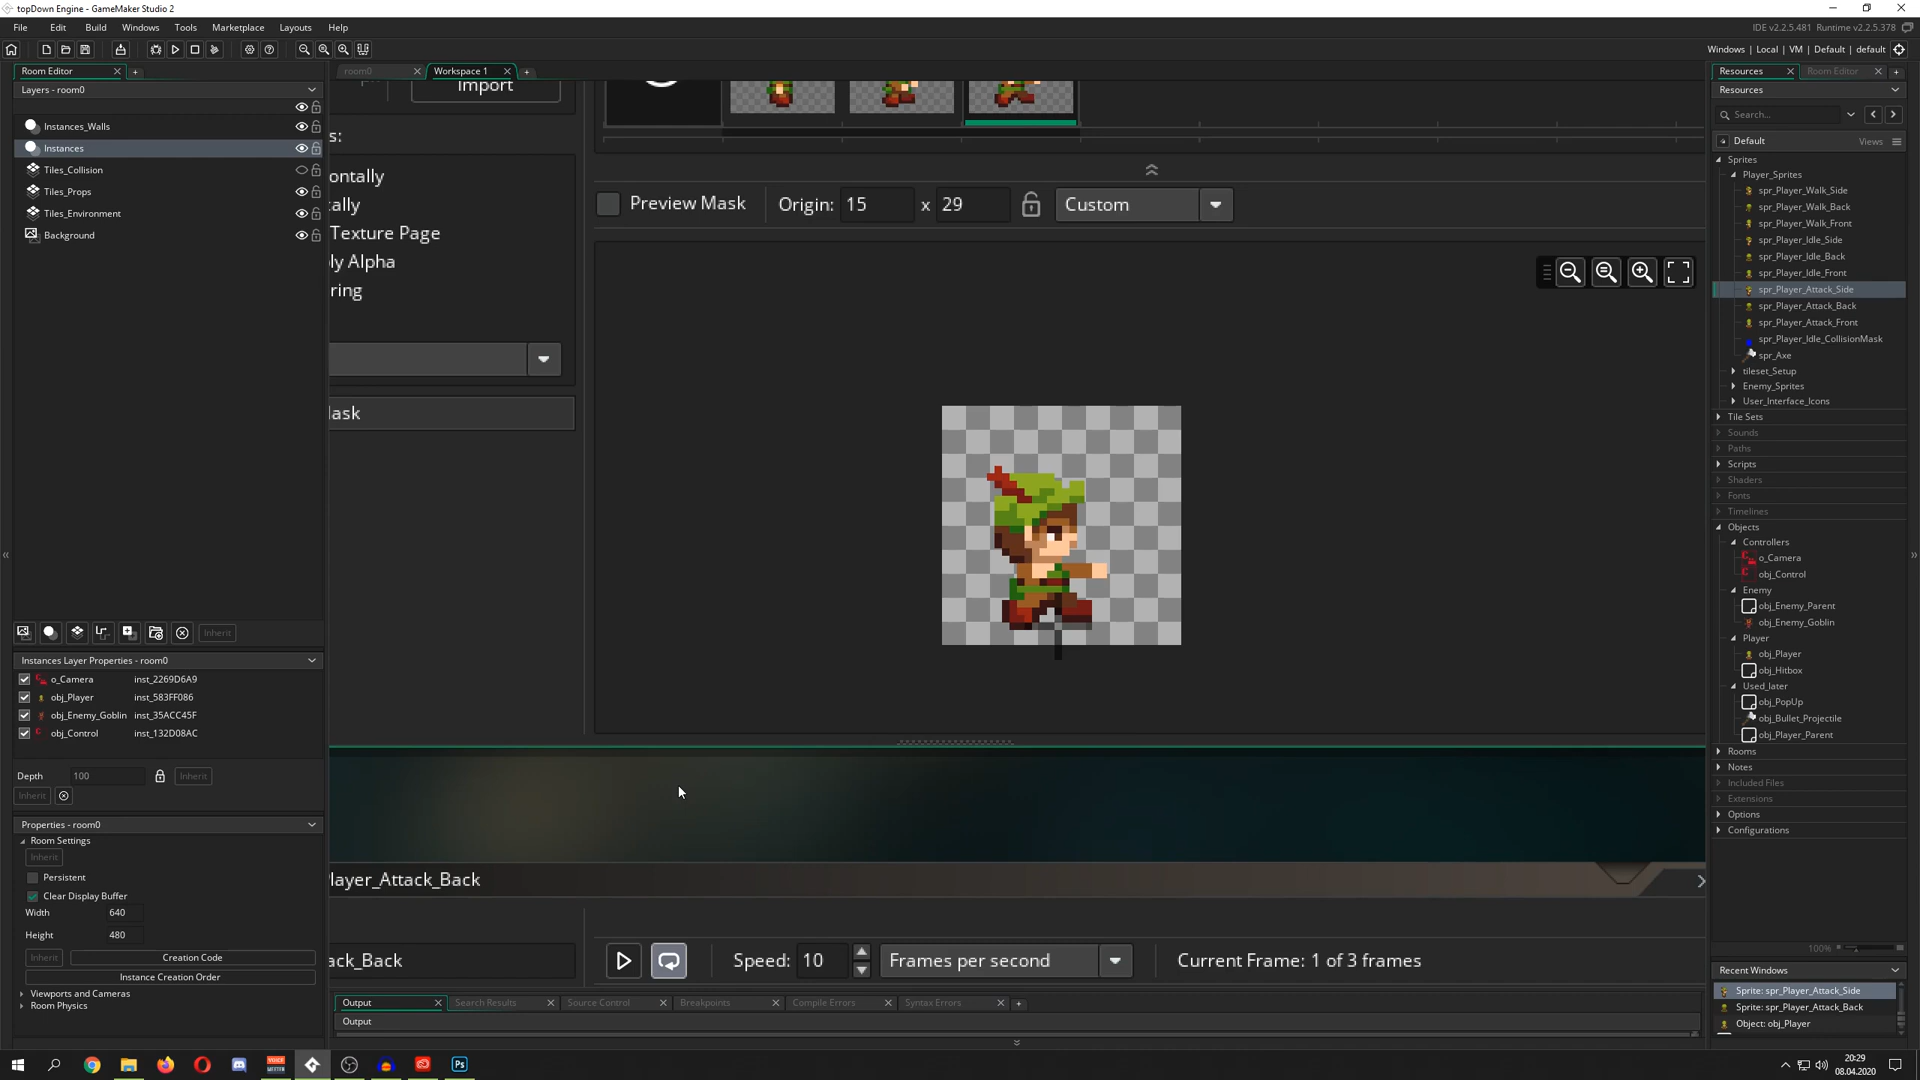 topDown Engine - GameMaker Studio 2
File Edit Build Windows Tools Marketplace Layouts Help
IDE v2.2.5.481 Runtime v2.2.5.378
Windows | Local | VM | Default | default
Room Editor
Layers - room0
Instances_Walls
Instances
Tiles_Collision
Tiles_Props
Tiles_Environment
Background
Inherit
Instances Layer Properties - room0
o_Camera inst_2269D6A9
obj_Player inst_583FF086
obj_Enemy_Goblin inst_35ACC45F
obj_Control inst_132D08AC
Depth 100 Inherit
Inherit
Properties - room0
Room Settings
Inherit
Persistent
Clear Display Buffer
Width 640
Height 480
Inherit Creation Code
Instance Creation Order
Viewports and Cameras
Room Physics
room0 Workspace 1
Import
s:
ontally
ally
Texture Page
ly Alpha
ring
lask
Preview Mask Origin: 15 x 29 Custom
layer_Attack_Back
ack_Back
Speed: 10 Frames per second Current Frame: 1 of 3 frames
Output Search Results Source Control Breakpoints Compile Errors Syntax Errors
Output
Resources Room Editor
Resources
Search...
Default Views
Sprites
Player_Sprites
spr_Player_Walk_Side
spr_Player_Walk_Back
spr_Player_Walk_Front
spr_Player_Idle_Side
spr_Player_Idle_Back
spr_Player_Idle_Front
spr_Player_Attack_Side
spr_Player_Attack_Back
spr_Player_Attack_Front
spr_Player_Idle_CollisionMask
spr_Axe
tileset_Setup
Enemy_Sprites
User_Interface_Icons
Tile Sets
Sounds
Paths
Scripts
Shaders
Fonts
Timelines
Objects
Controllers
o_Camera
obj_Control
Enemy
obj_Enemy_Parent
obj_Enemy_Goblin
Player
obj_Player
obj_Hitbox
Used_later
obj_PopUp
obj_Bullet_Projectile
obj_Player_Parent
Rooms
Notes
Included Files
Extensions
Options
Configurations
100%
Recent Windows
Sprite: spr_Player_Attack_Side
Sprite: spr_Player_Attack_Back
Object: obj_Player
Ps
20:29
08.04.2020